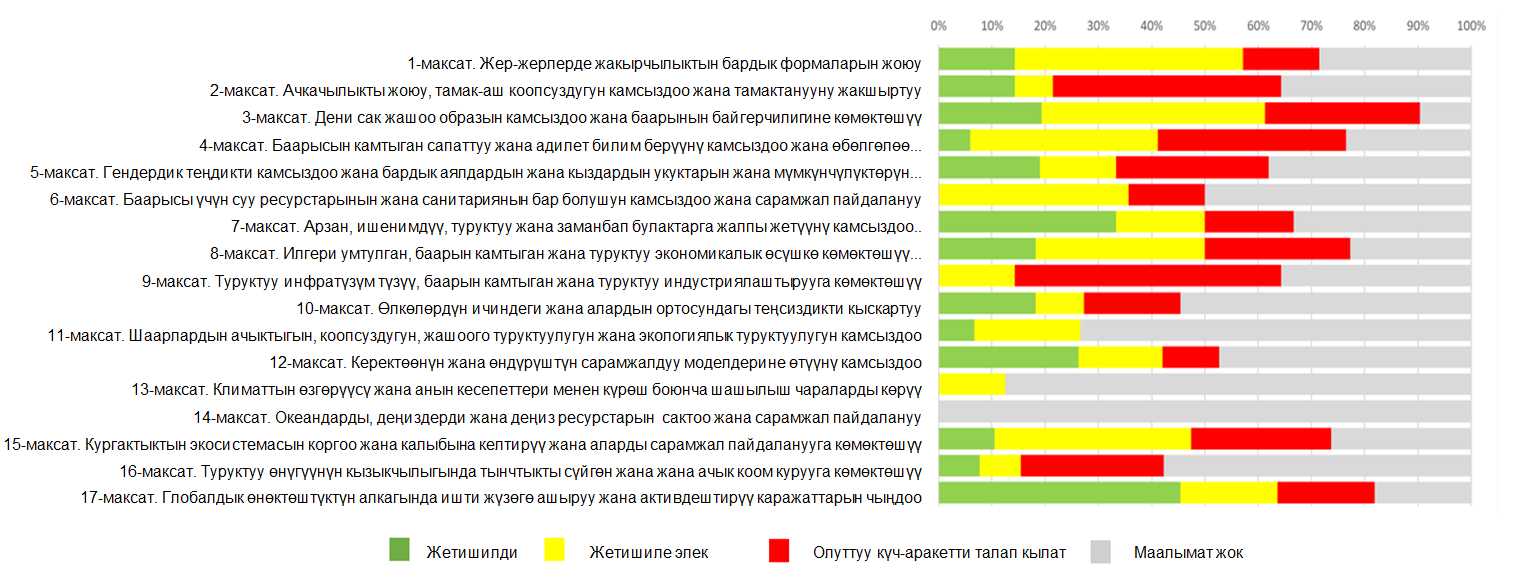 0% 10% 20% 30% 40% 50% 60% 70% 80% 90% 100%
1-максат. Жер-жерлерде жакырчылыктын бардык формаларын жоюу
2-максат. Ачкачылыкты жоюу, тамак-аш коопсуздугун камсыздоо жана тамактанууну жакшыртуу
3-максат. Дени сак жашоо образын камсыздоо жана баарынын байгерчилигине көмөктөшүү
4-максат. Баарысын камтыган сапаттуу жана адилет билим берүүнү камсыздоо жана өбөлгөлөө...
5-максат. Гендердик теңдикти камсыздоо жана бардык аялдардын жана кыздардын укуктарын жана мүмкүнчүлүктөрүн...
6-максат. Баарысы үчүн суу ресурстарынын жана санитариянын бар болушун камсыздоо жана сарамжал пайдалануу
7-максат. Арзан, ишенимдүү, туруктуу жана заманбап булактарга жалпы жетүүнү камсыздоо..
8-максат. Илгери умтулган, баарын камтыган жана туруктуу экономикалык өсүшкө көмөктөшүү...
9-максат. Туруктуу инфратүзүм түзүү, баарын камтыган жана туруктуу индустриялаштырууга көмөктөшүү
10-максат. Өлкөлөрдүн ичиндеги жана алардын ортосундагы теңсиздикти кыскартуу
11-максат. Шаарлардын ачыктыгын, коопсуздугун, жашоого туруктуулугун жана экологиялык туруктуулугун камсыздоо
12-максат. Керектөөнүн жана өндүрүштүн сарамжалдуу моделдерине өтүүнү камсыздоо
13-максат. Климаттын өзгөрүүсү жана анын кесепеттери менен күрөш боюнча шашылыш чараларды көрүү
14-максат. Океандарды, деңиздерди жана деңиз ресурстарын сактоо жана сарамжал пайдалануу
15-максат. Кургактыктын экосистемасын коргоо жана калыбына келтирүү жана аларды сарамжал пайдаланууга көмөктөшүү
16-максат. Туруктуу өнүгүүнүн кызыкчылыгында тынчтыкты сүйгөн жана жана ачык коом курууга көмөктөшүү
17-максат. Глобалдык өнөктөштүктүн алкагында ишти жүзөгө ашыруу жана активдештирүү каражаттарын чыңдоо
Жетишилди Жетишиле элек Олуттуу күч-аракетти талап кылат Маалымат жок